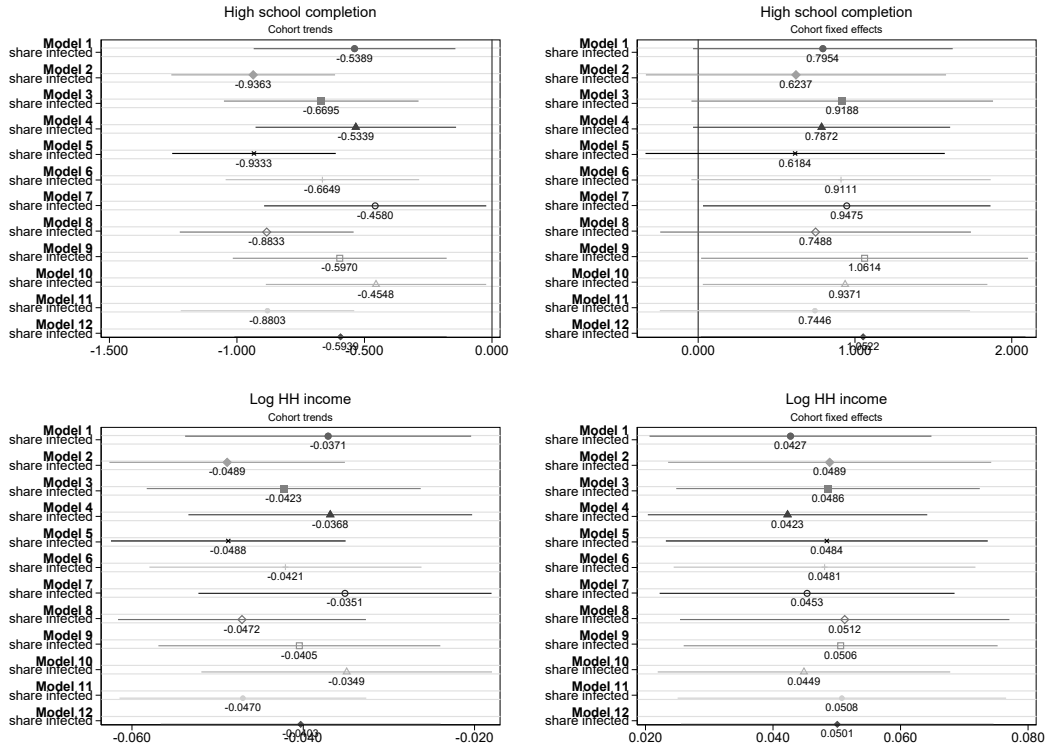 High school completion
Cohort trends
Model 1
share infected
-0.5389
Model 2
share infected
-0.9363
Model 3
share infected
-0.6695
Model 4
share infected
-0.5339
Model 5
share infected
-0.9333
Model 6
share infected
-0.6649
Model 7
share infected
-0.4580
Model 8
share infected
-0.8833
Model 9
share infected
-0.5970
Model 10
share infected
-0.4548
Model 11
share infected
-0.8803
Model 12
share infected
-1.500 -1.000 -0.500 0.000
High school completion
Cohort fixed effects
Model 1
share infected
0.7954
Model 2
share infected
0.6237
Model 3
share infected
0.9188
Model 4
share infected
0.7872
Model 5
share infected
0.6184
Model 6
share infected
0.9111
Model 7
share infected
0.9475
Model 8
share infected
0.7488
Model 9
share infected
1.0614
Model 10
share infected
0.9371
Model 11
share infected
0.7446
Model 12
share infected
0.000 1.000 2.000
Log HH income
Cohort trends
Model 1
share infected
-0.0371
Model 2
share infected
-0.0489
Model 3
share infected
-0.0423
Model 4
share infected
-0.0368
Model 5
share infected
-0.0488
Model 6
share infected
-0.0421
Model 7
share infected
-0.0351
Model 8
share infected
-0.0472
Model 9
share infected
-0.0405
Model 10
share infected
-0.0349
Model 11
share infected
-0.0470
Model 12
share infected
-0.060 -0.040 -0.020
Log HH income
Cohort fixed effects
Model 1
share infected
0.0427
Model 2
share infected
0.0489
Model 3
share infected
0.0486
Model 4
share infected
0.0423
Model 5
share infected
0.0484
Model 6
share infected
0.0481
Model 7
share infected
0.0453
Model 8
share infected
0.0512
Model 9
share infected
0.0506
Model 10
share infected
0.0449
Model 11
share infected
0.0508
Model 12
share infected
0.0501
0.020 0.040 0.060 0.080